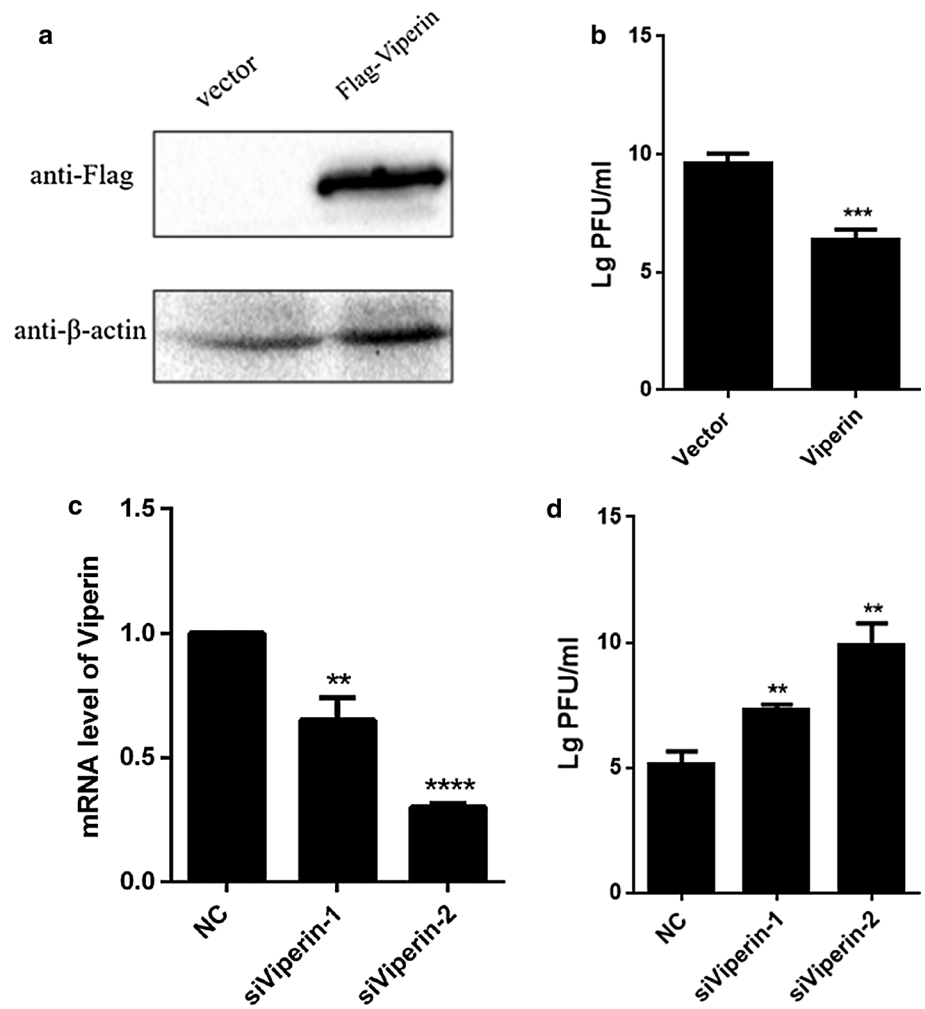 a
vector
Flag-Viperin
anti-Flag
anti-β-actin
b
15
10
5
0
Lg PFU/ml
***
Vector
Viperin
c
1.5
1.0
0.5
0.0
mRNA level of Viperin
**
****
NC
siViperin-1
siViperin-2
d
15
10
5
0
Lg PFU/ml
**
**
NC
siViperin-1
siViperin-2